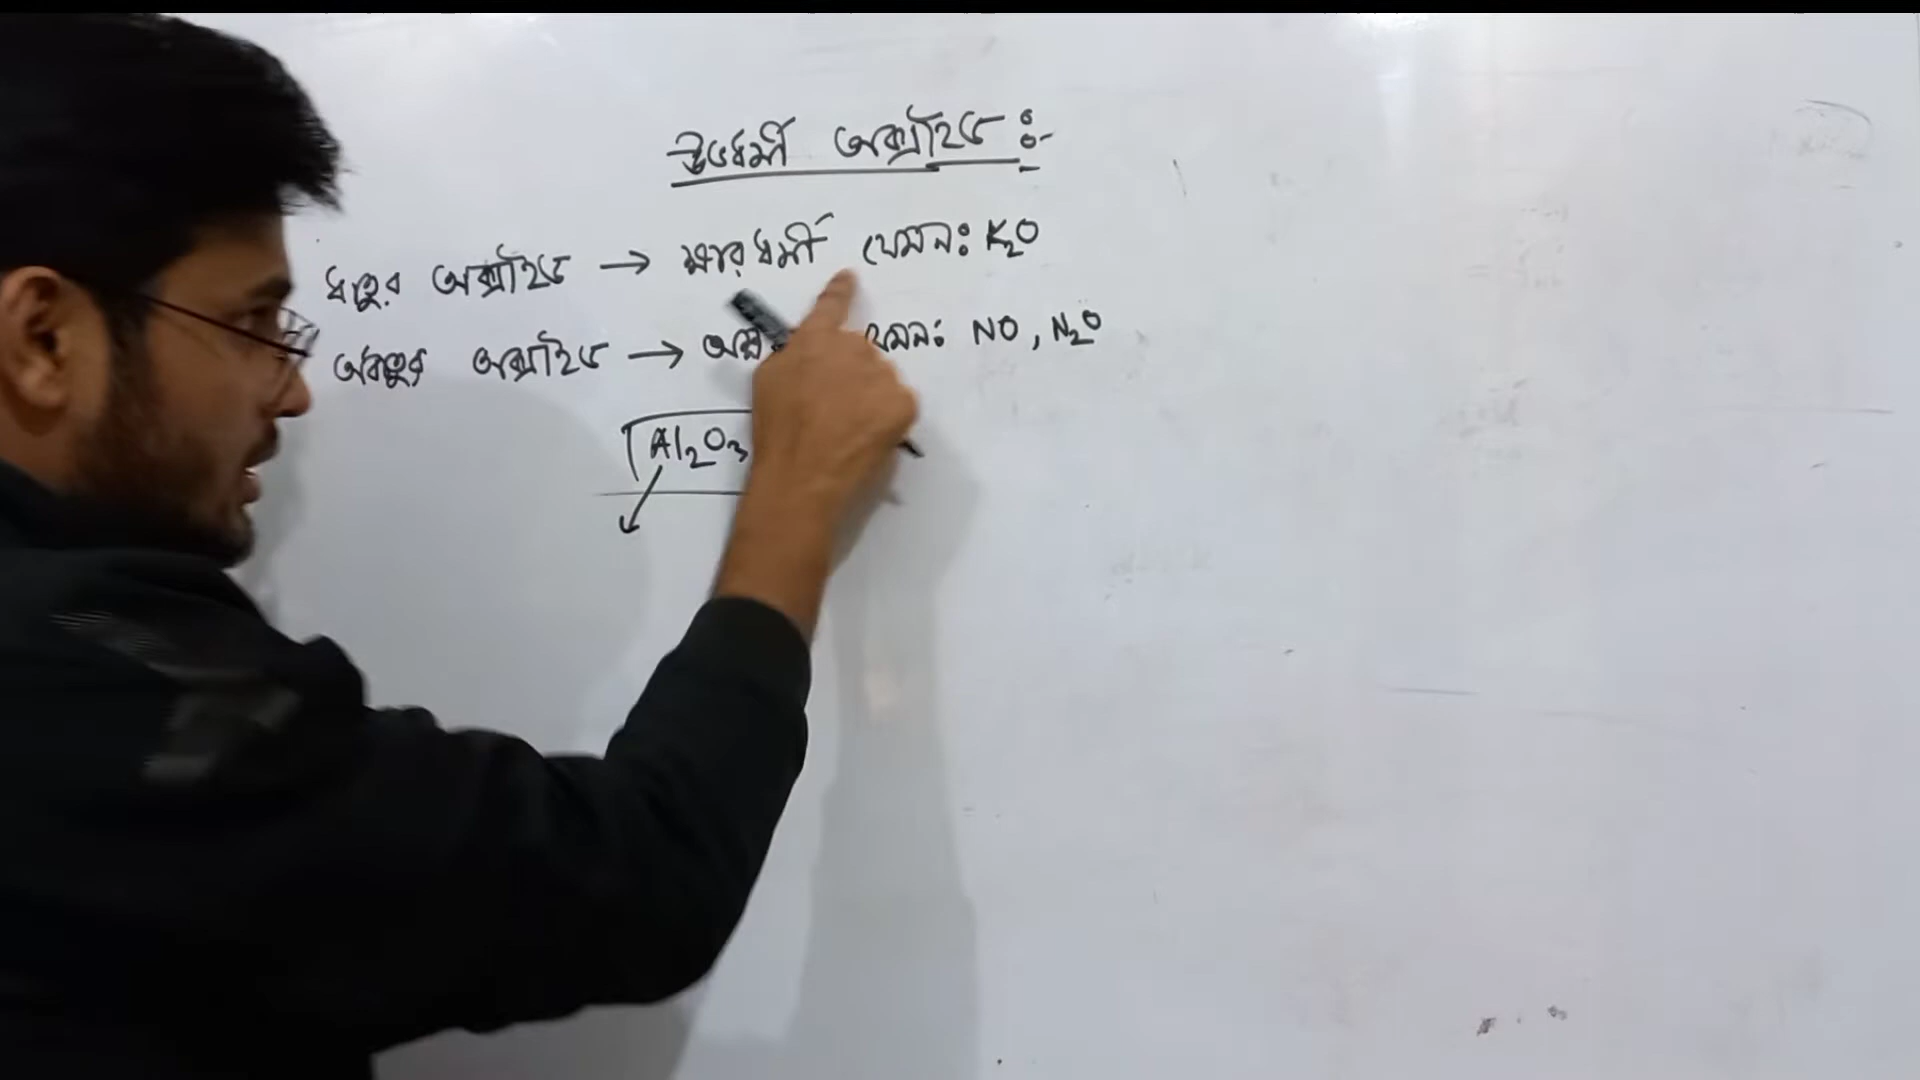 উভধর্মী অক্সাইড :-
ধাতুর অক্সাইড → ক্ষারধর্মী যেমন: K₂O
অধাতুর অক্সাইড → যেমন: NO, N₂O
Al₂O₃